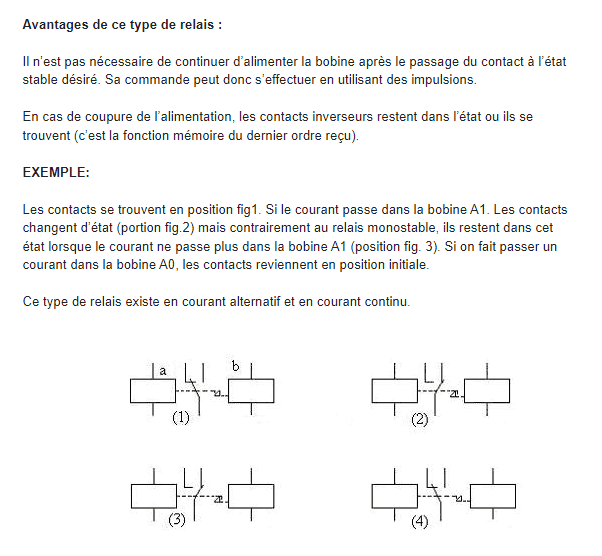 Avantages de ce type de relais :
Il n'est pas nécessaire de continuer d'alimenter la bobine après le passage du contact à l'état
stable désiré. Sa commande peut donc s'effectuer en utilisant des impulsions.
En cas de coupure de l'alimentation, les contacts inverseurs restent dans l'état ou ils se
trouvent (c'est la fonction mémoire du dernier ordre reçu).
EXEMPLE:
Les contacts se trouvent en position fig1. Si le courant passe dans la bobine A1. Les contacts
changent d'état (portion fig.2) mais contrairement au relais monostable, ils restent dans cet
état lorsque le courant ne passe plus dans la bobine A1 (position fig. 3). Si on fait passer un
courant dans la bobine A0, les contacts reviennent en position initiale.
Ce type de relais existe en courant alternatif et en courant continu.
a b
(1) (2)
(3) (4)